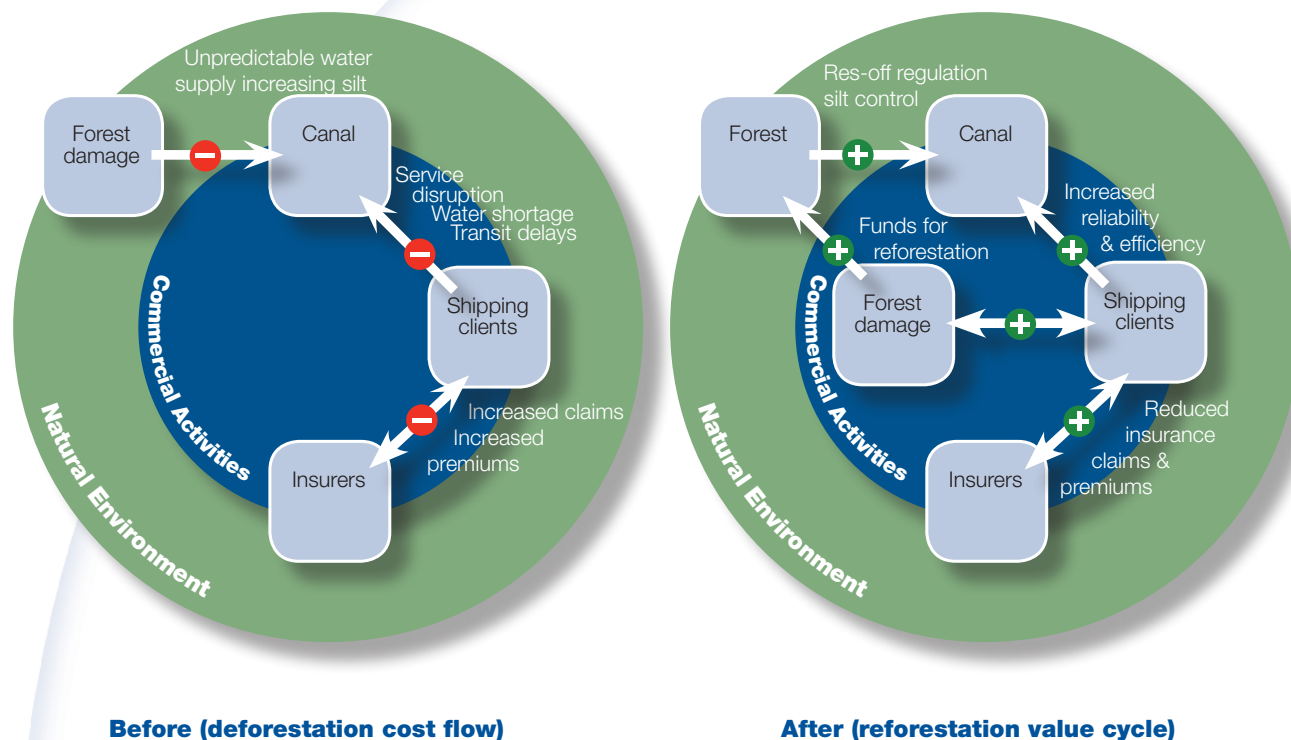 Unpredictable water
supply increasing silt
Forest
damage
Canal
Service
disruption
Water shortage
Transit delays
Shipping
clients
Increased claims
Increased
premiums
Insurers
Commercial Activities
Natural Environment
Before (deforestation cost flow)
Res-off regulation
silt control
Forest
Canal
Increased
reliability
& efficiency
Funds for
reforestation
Forest
damage
Shipping
clients
Reduced
insurance
claims &
premiums
Insurers
Commercial Activities
Natural Environment
After (reforestation value cycle)